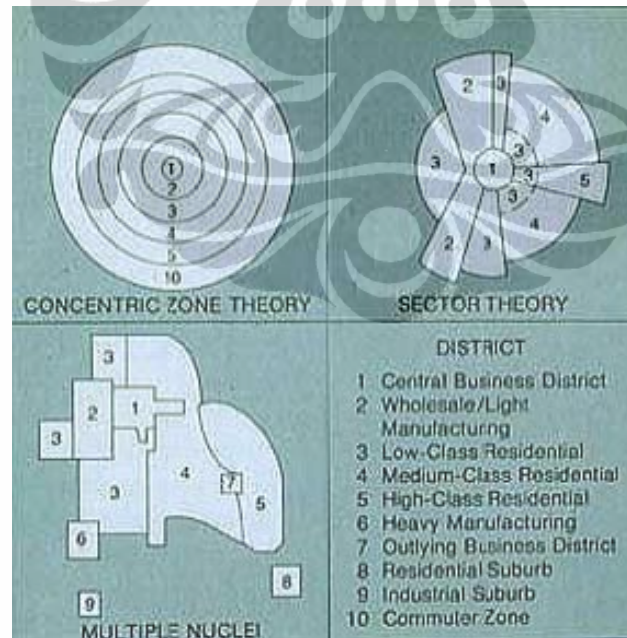 1
2
3
4
5
10
CONCENTRIC ZONE THEORY
2
3
4
3
3
1
3
5
3
4
2
3
SECTOR THEORY
3
2
1
3
3
4
7
5
6
8
9
MULTIPLE NUCLEI
DISTRICT
1 Central Business District
2 Wholesale/Light
Manufacturng
3 Low-Class Residential
4 Medium-Class Residential
5 High-Class Residential
6 Heavy Manufacturing
7 Outlying Business District
8 Residential Suburb
9 Industrial Suburb
10 Commuter Zone